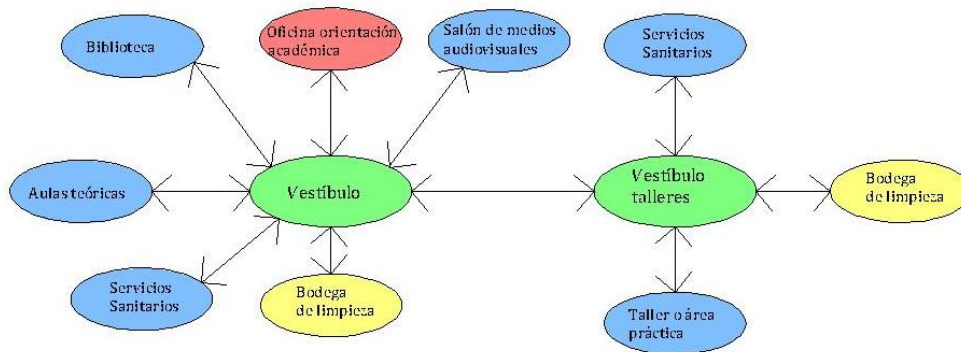 Biblioteca
Oficina orientación
académica
Salón de medios
audiovisuales
Servicios
Sanitarios
Aulas teóricas
Vestíbulo
Vestíbulo
talleres
Bodega
de limpieza
Servicios
Sanitarios
Bodega
de limpieza
Taller o área
práctica